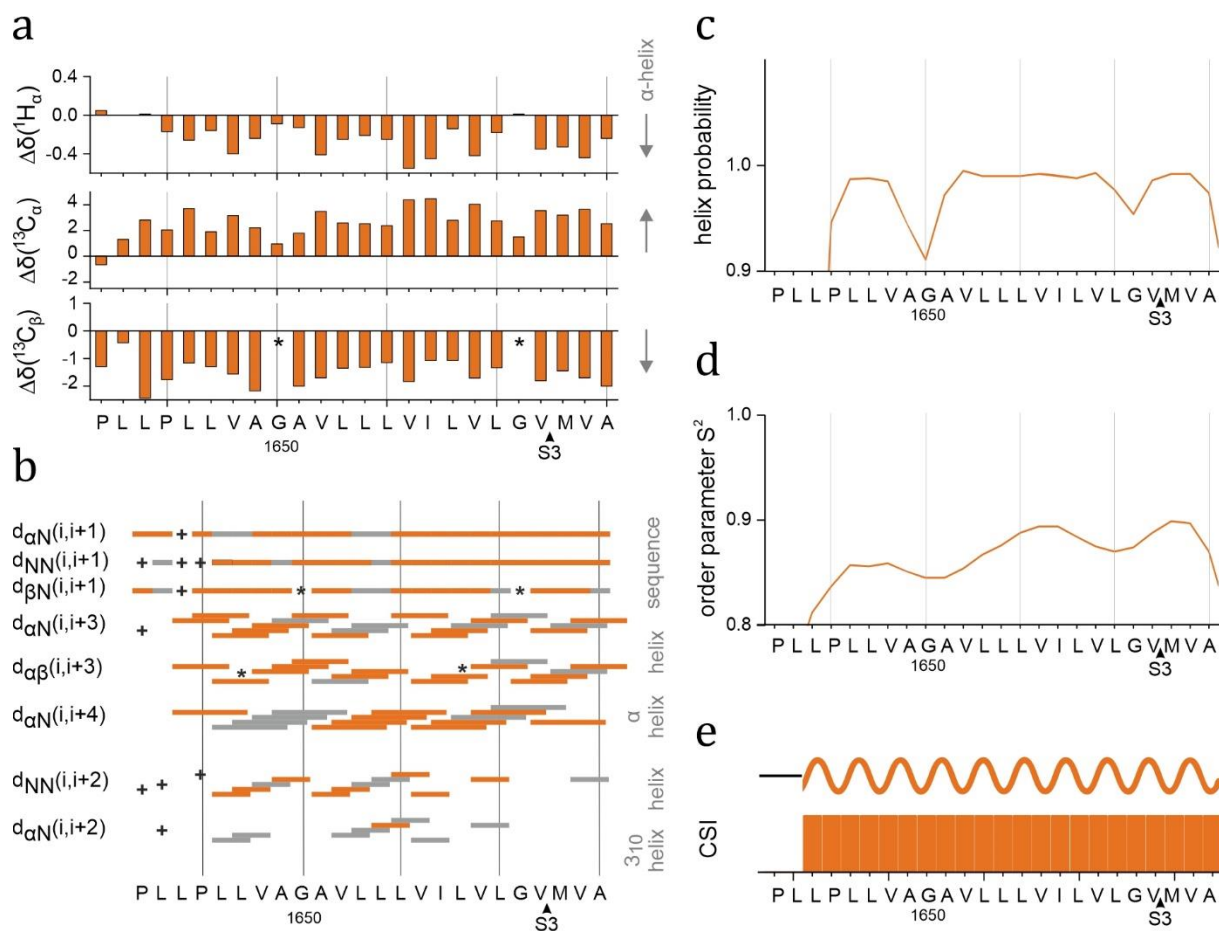 a
Δδ(¹Hα)
0.4
0.0
-0.4
α-helix
Δδ(¹³Cα)
4
2
0
-2
Δδ(¹³Cβ)
1
0
-1
-2
* *
P L L P L L V A G A V L L L V I L V L G V M V A
1650
S3
b
dαN(i,i+1)
+
dNN(i,i+1)
+ + +
dβN(i,i+1)
+ * *
sequence
dαN(i,i+3)
+
dαβ(i,i+3)
* *
helix
dαN(i,i+4)
α
helix
dNN(i,i+2)
+ + +
helix
dαN(i,i+2)
+
3₁₀
helix
P L L P L L V A G A V L L L V I L V L G V M V A
1650
S3
c
helix probability
1.0
0.9
P L L P L L V A G A V L L L V I L V L G V M V A
1650
S3
d
order parameter S²
1.0
0.9
0.8
P L L P L L V A G A V L L L V I L V L G V M V A
1650
S3
e
CSI
P L L P L L V A G A V L L L V I L V L G V M V A
1650
S3